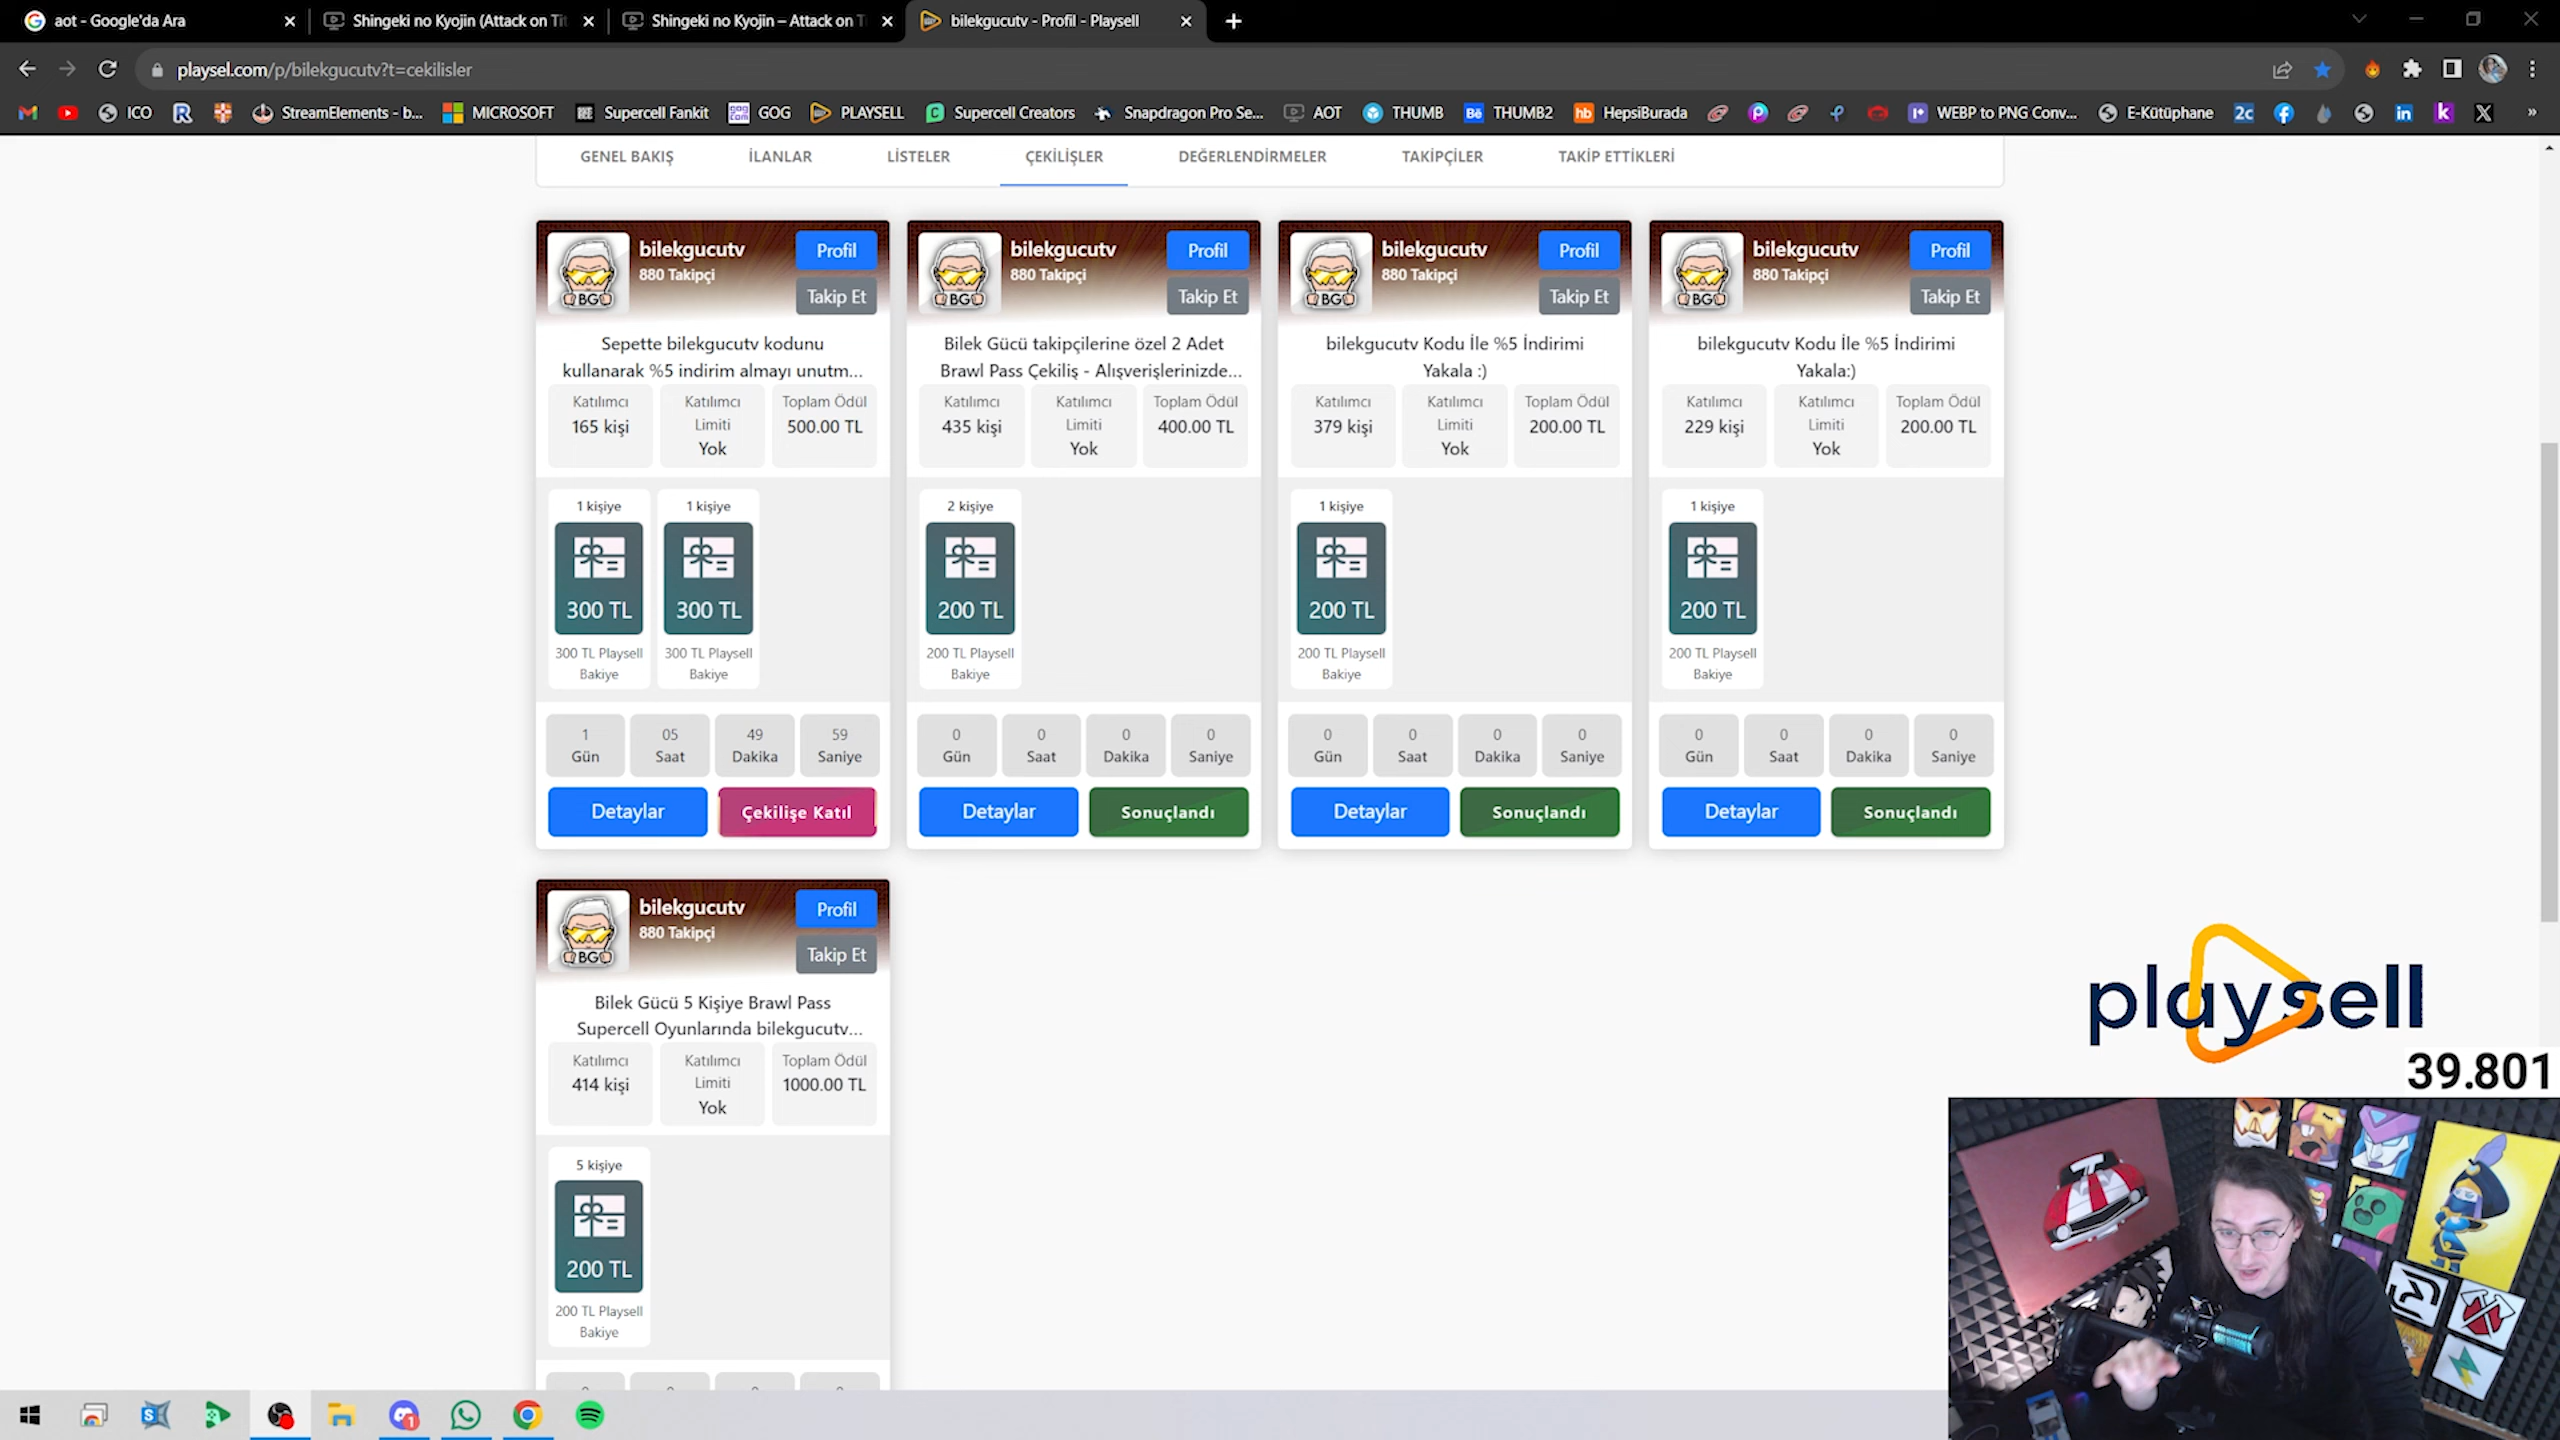 aot - Google'da Ara
Shingeki no Kyojin (Attack on Tit
Shingeki no Kyojin – Attack on Ti
bilekgucutv - Profil - Playsell
playsel.com/p/bilekgucutv?t=cekilisler
ICO
StreamElements - b...
MICROSOFT
Supercell Fankit
GOG
PLAYSELL
Supercell Creators
Snapdragon Pro Se...
AOT
THUMB
THUMB2
HepsiBurada
WEBP to PNG Conv...
E-Kütüphane
GENEL BAKIŞ
İLANLAR
LİSTELER
ÇEKİLİŞLER
DEĞERLENDİRMELER
TAKİPÇİLER
TAKİP ETTİKLERİ
bilekgucutv
880 Takipçi
Profil
Takip Et
BG
Sepette bilekgucutv kodunu
kullanarak %5 indirim almayı unutm...
Katılımcı
165 kişi
Katılımcı
Limiti
Yok
Toplam Ödül
500.00 TL
1 kişiye
300 TL
300 TL Playsell
Bakiye
1 kişiye
300 TL
300 TL Playsell
Bakiye
1
Gün
05
Saat
49
Dakika
59
Saniye
Detaylar
Çekilişe Katıl
bilekgucutv
880 Takipçi
Profil
Takip Et
BG
Bilek Gücü takipçilerine özel 2 Adet
Brawl Pass Çekiliş - Alışverişlerinizde...
Katılımcı
435 kişi
Katılımcı
Limiti
Yok
Toplam Ödül
400.00 TL
2 kişiye
200 TL
200 TL Playsell
Bakiye
0
Gün
0
Saat
0
Dakika
0
Saniye
Detaylar
Sonuçlandı
bilekgucutv
880 Takipçi
Profil
Takip Et
BG
bilekgucutv Kodu İle %5 İndirimi
Yakala :)
Katılımcı
379 kişi
Katılımcı
Limiti
Yok
Toplam Ödül
200.00 TL
1 kişiye
200 TL
200 TL Playsell
Bakiye
0
Gün
0
Saat
0
Dakika
0
Saniye
Detaylar
Sonuçlandı
bilekgucutv
880 Takipçi
Profil
Takip Et
BG
bilekgucutv Kodu İle %5 İndirimi
Yakala:)
Katılımcı
229 kişi
Katılımcı
Limiti
Yok
Toplam Ödül
200.00 TL
1 kişiye
200 TL
200 TL Playsell
Bakiye
0
Gün
0
Saat
0
Dakika
0
Saniye
Detaylar
Sonuçlandı
bilekgucutv
880 Takipçi
Profil
Takip Et
BG
Bilek Gücü 5 Kişiye Brawl Pass
Supercell Oyunlarında bilekgucutv...
Katılımcı
414 kişi
Katılımcı
Limiti
Yok
Toplam Ödül
1000.00 TL
5 kişiye
200 TL
200 TL Playsell
Bakiye
playsell
39.801